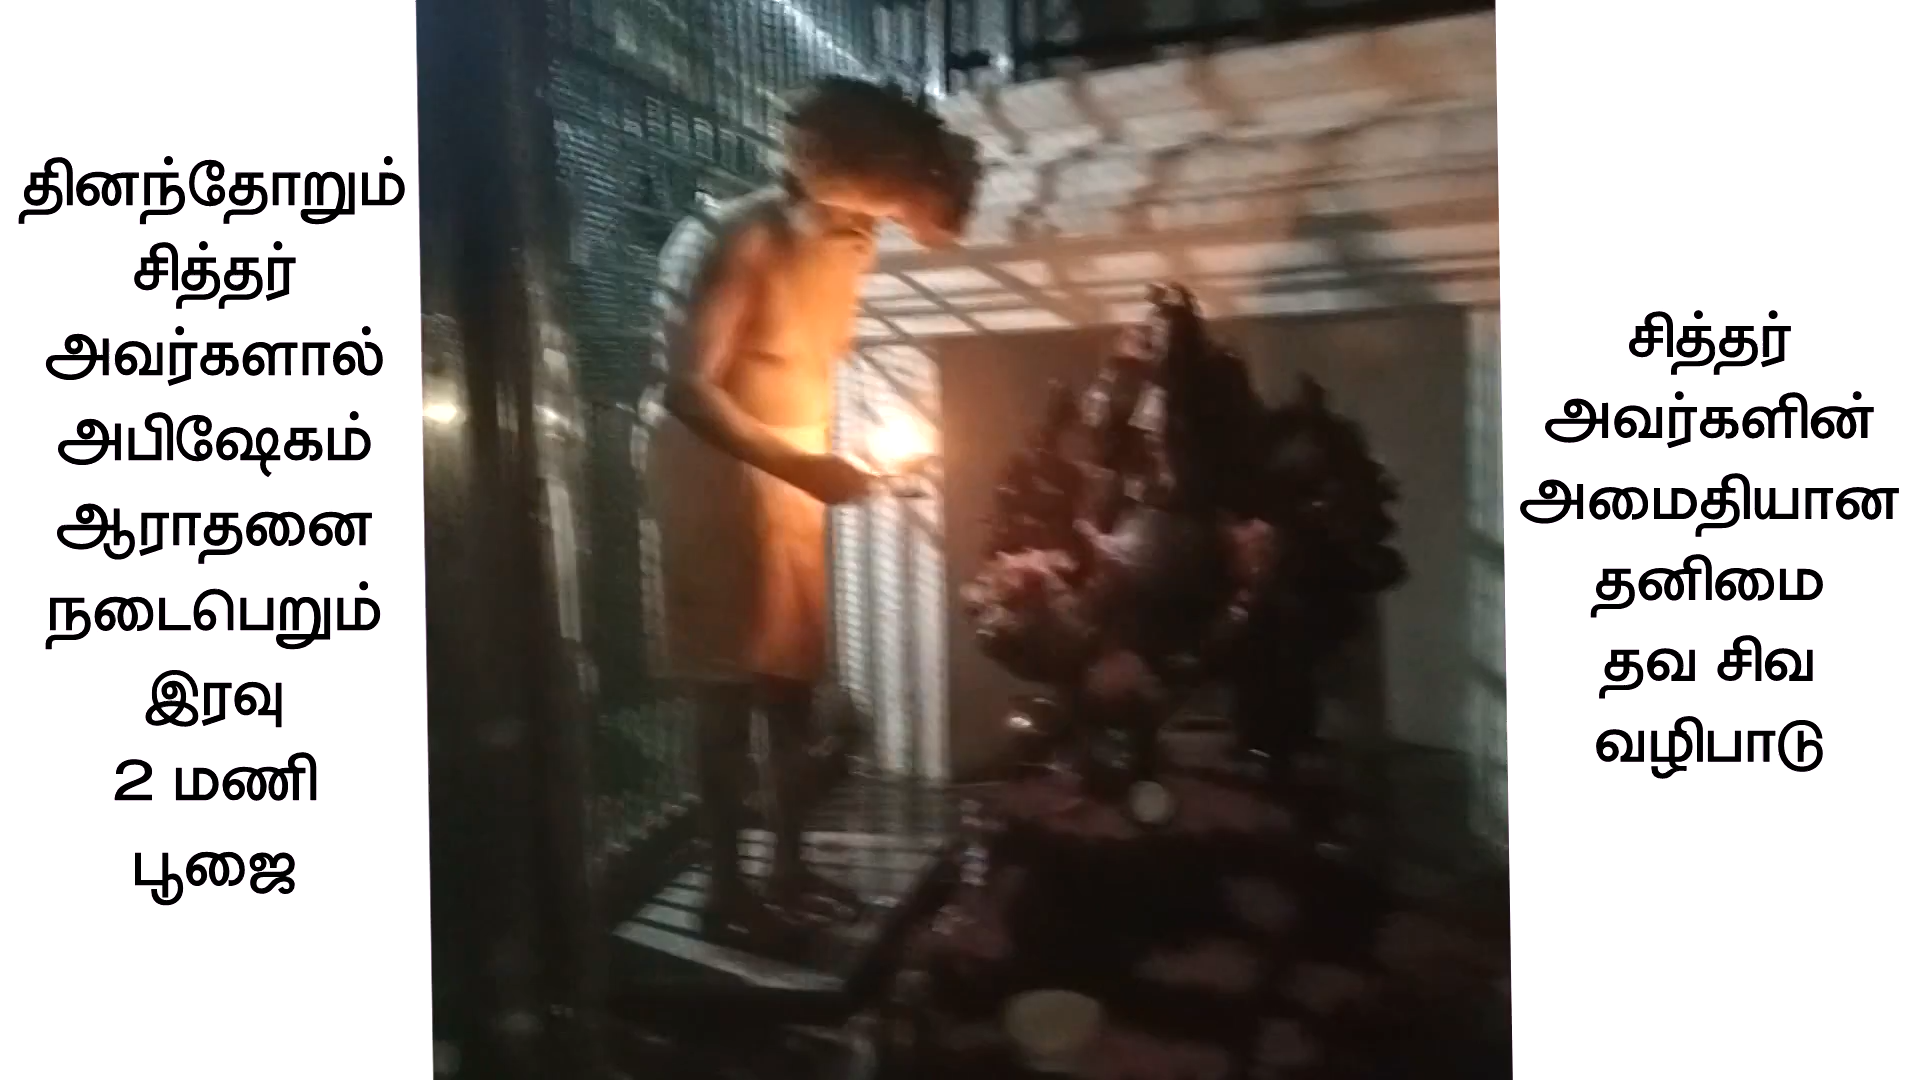 தினந்தோறும்
சித்தர்
அவர்களால்
அபிஷேகம்
ஆராதனை
நடைபெறும்
இரவு
2 மணி
பூஜை
சித்தர்
அவர்களின்
அமைதியான
தனிமை
தவ சிவ
வழிபாடு